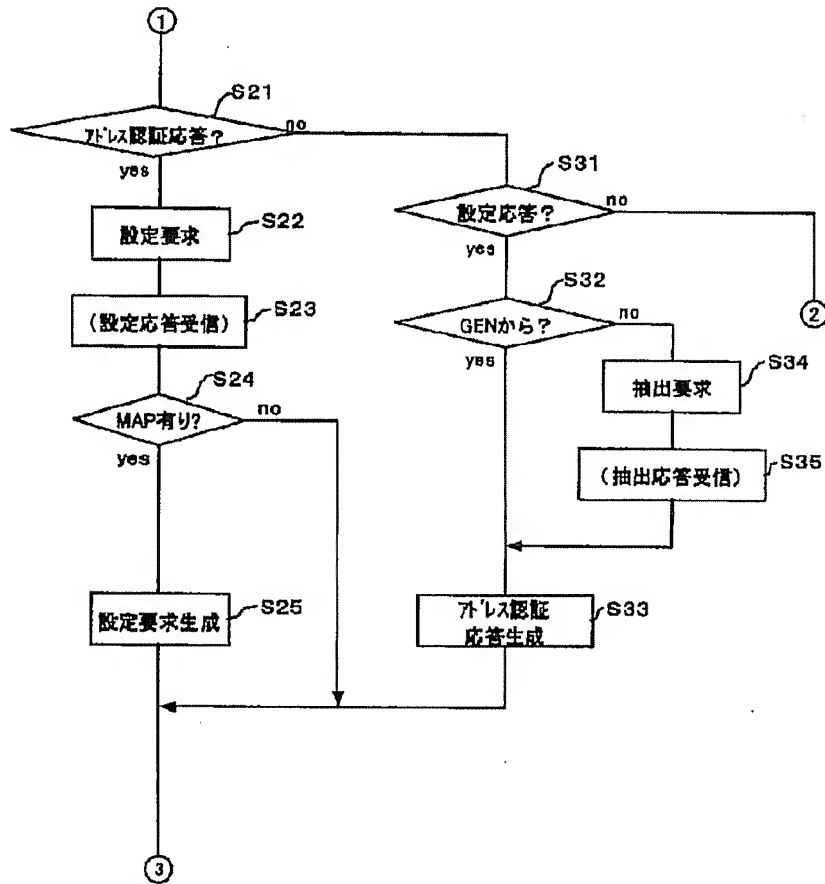 ①
S21
ｱﾄﾞﾚｽ認証応答？
no
yes
S22
設定要求
S23
（設定応答受信）
S24
MAP有り？
no
yes
S25
設定要求生成
S31
設定応答？
no
yes
S32
GENから？
no
yes
②
S34
抽出要求
S35
（抽出応答受信）
S33
ｱﾄﾞﾚｽ認証
応答生成
③